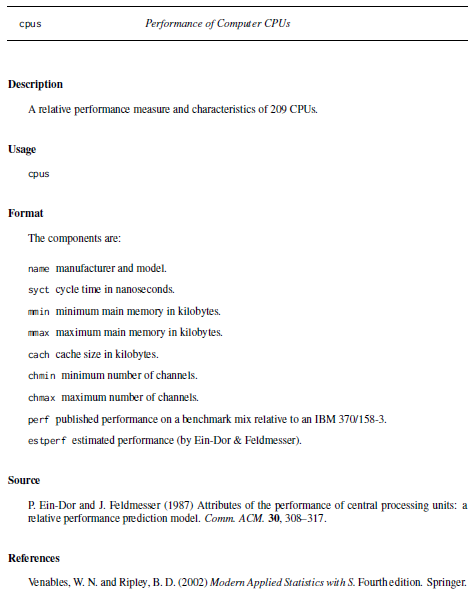 cpus Performance of Computer CPUs
Description
A relative performance measure and characteristics of 209 CPUs.
Usage
cpus
Format
The components are:
name manufacturer and model.
syct cycle time in nanoseconds.
mmin minimum main memory in kilobytes.
mmax maximum main memory in kilobytes.
cach cache size in kilobytes.
chmin minimum number of channels.
chmax maximum number of channels.
perf published performance on a benchmark mix relative to an IBM 370/158-3.
estperf estimated performance (by Ein-Dor & Feldmesser).
Source
P. Ein-Dor and J. Feldmesser (1987) Attributes of the performance of central processing units: a
relative performance prediction model. Comm. ACM. 30, 308–317.
References
Venables, W. N. and Ripley, B. D. (2002) Modern Applied Statistics with S. Fourth edition. Springer.